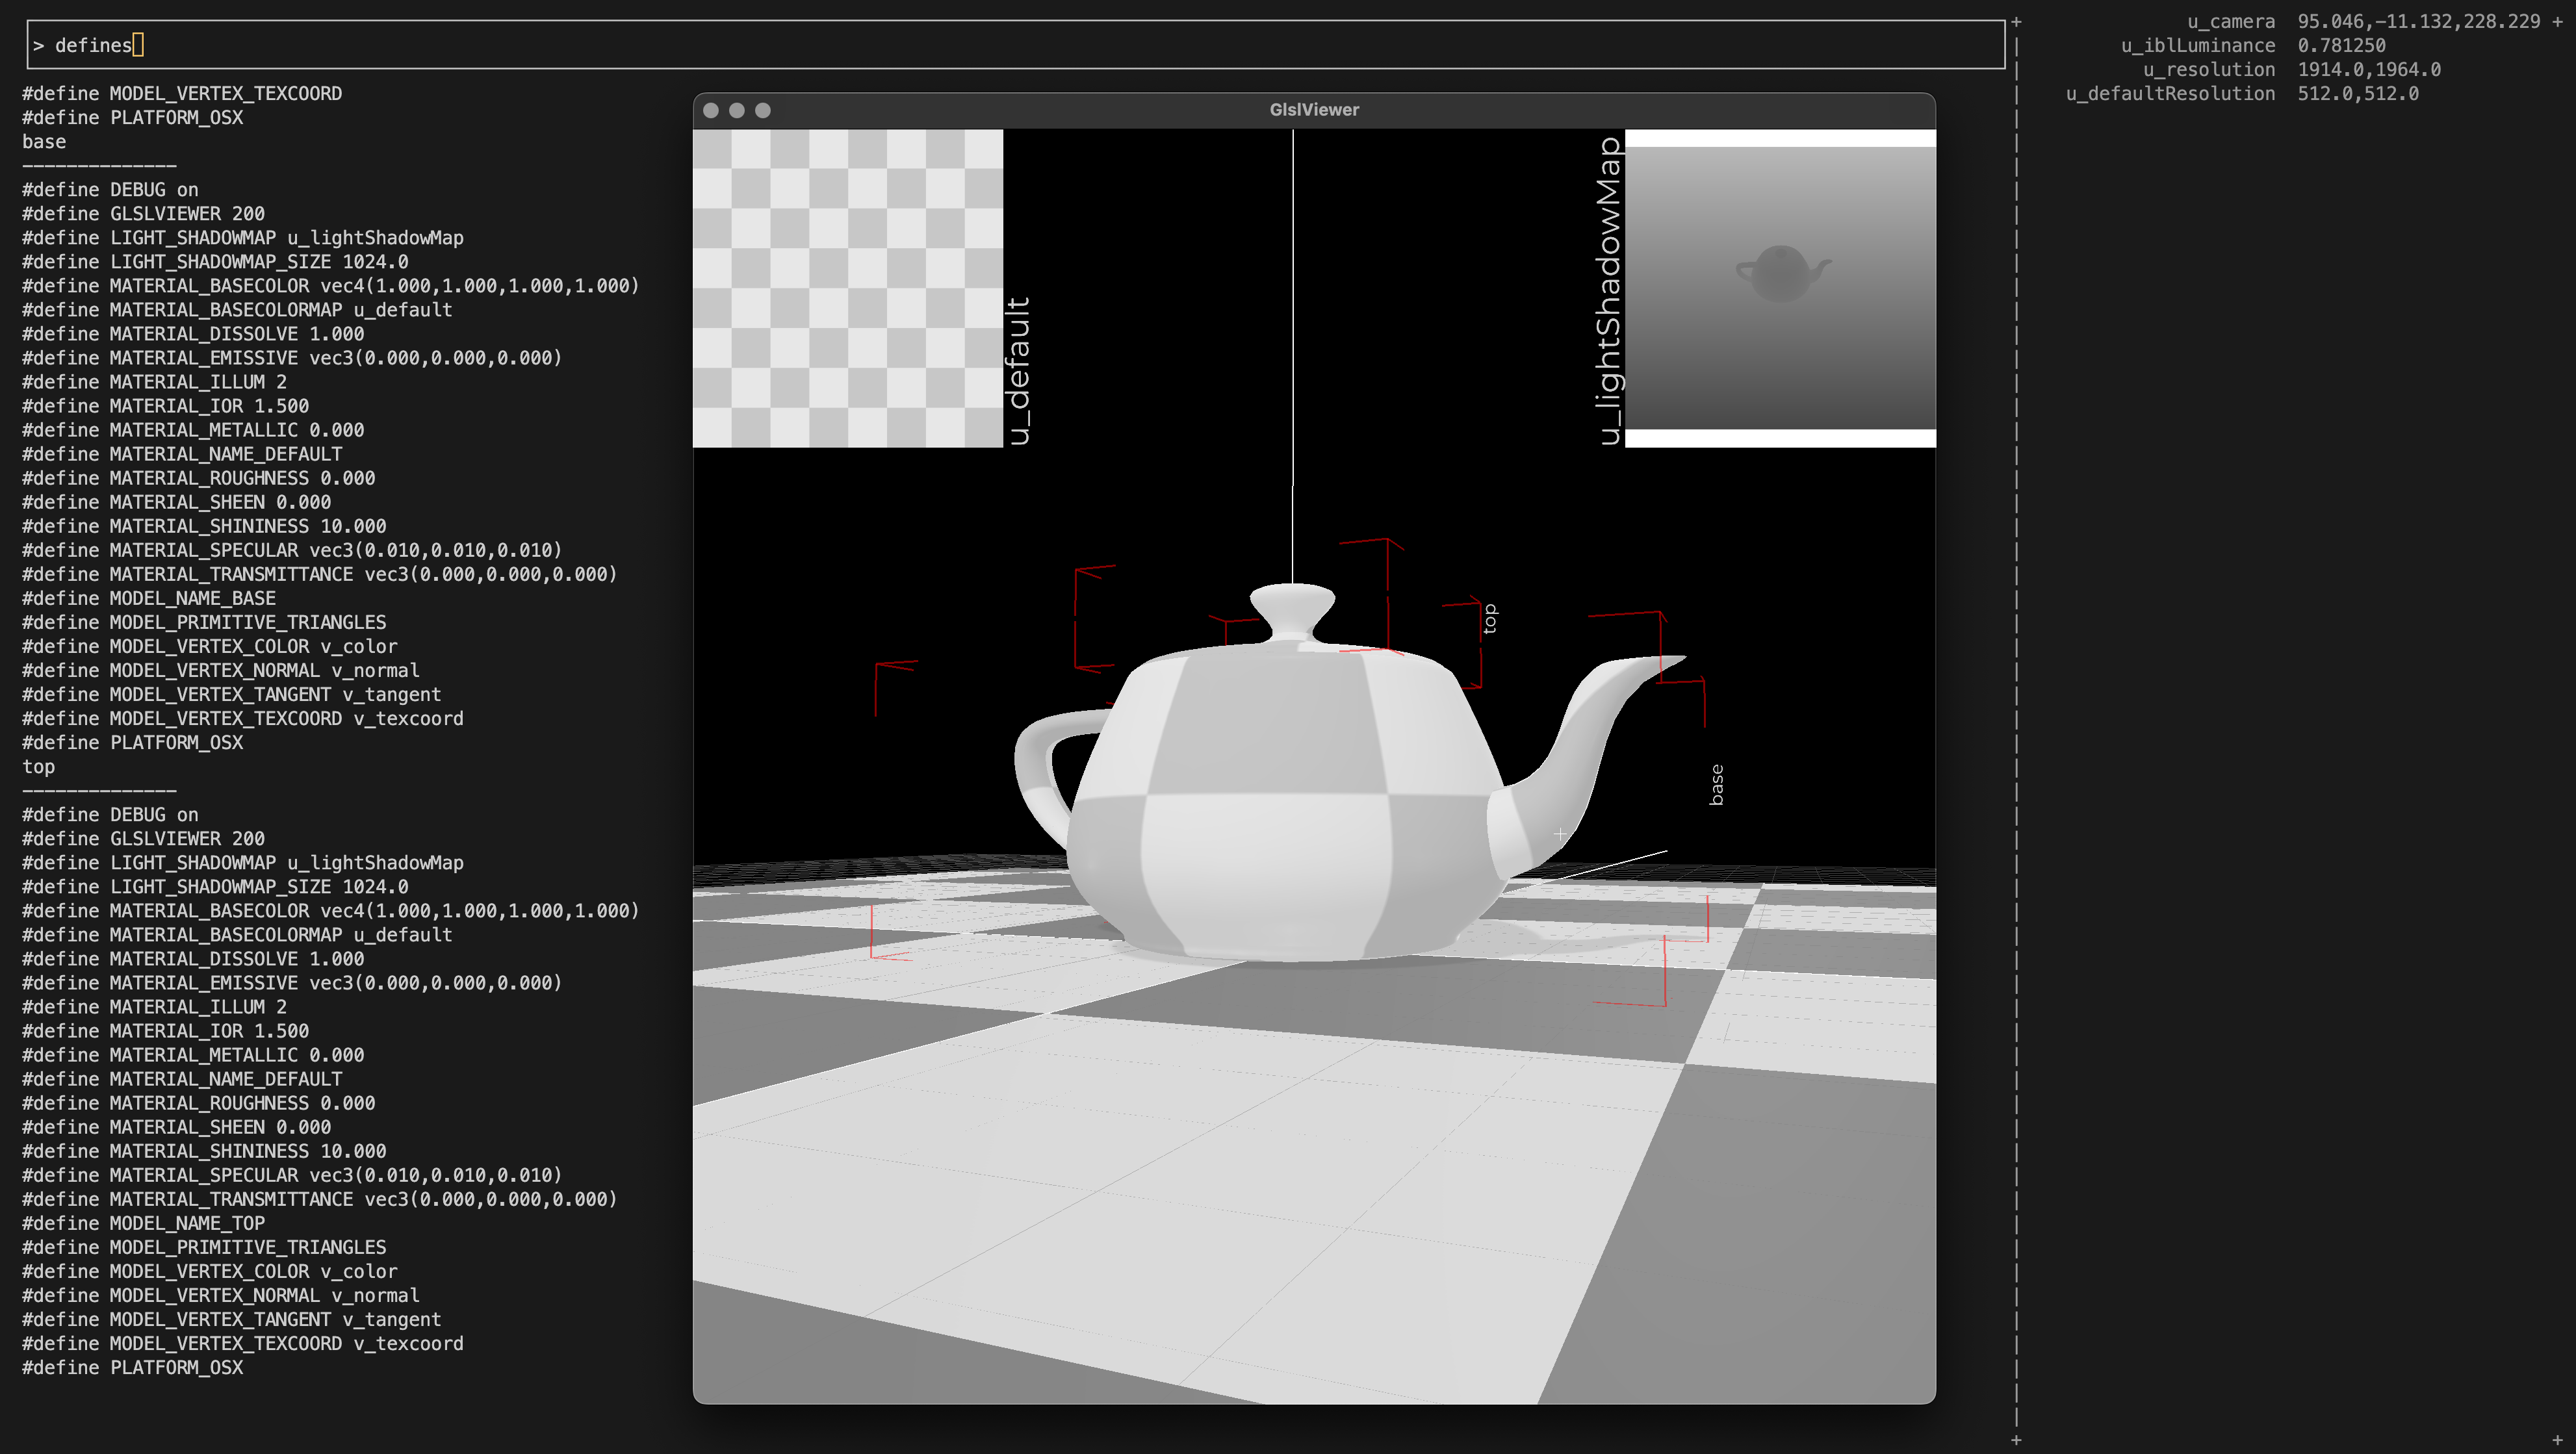 > defines
#define MODEL_VERTEX_TEXCOORD
#define PLATFORM_OSX
base
--------------
#define DEBUG on
#define GLSLVIEWER 200
#define LIGHT_SHADOWMAP u_lightShadowMap
#define LIGHT_SHADOWMAP_SIZE 1024.0
#define MATERIAL_BASECOLOR vec4(1.000,1.000,1.000,1.000)
#define MATERIAL_BASECOLORMAP u_default
#define MATERIAL_DISSOLVE 1.000
#define MATERIAL_EMISSIVE vec3(0.000,0.000,0.000)
#define MATERIAL_ILLUM 2
#define MATERIAL_IOR 1.500
#define MATERIAL_METALLIC 0.000
#define MATERIAL_NAME_DEFAULT
#define MATERIAL_ROUGHNESS 0.000
#define MATERIAL_SHEEN 0.000
#define MATERIAL_SHININESS 10.000
#define MATERIAL_SPECULAR vec3(0.010,0.010,0.010)
#define MATERIAL_TRANSMITTANCE vec3(0.000,0.000,0.000)
#define MODEL_NAME_BASE
#define MODEL_PRIMITIVE_TRIANGLES
#define MODEL_VERTEX_COLOR v_color
#define MODEL_VERTEX_NORMAL v_normal
#define MODEL_VERTEX_TANGENT v_tangent
#define MODEL_VERTEX_TEXCOORD v_texcoord
#define PLATFORM_OSX
top
--------------
#define DEBUG on
#define GLSLVIEWER 200
#define LIGHT_SHADOWMAP u_lightShadowMap
#define LIGHT_SHADOWMAP_SIZE 1024.0
#define MATERIAL_BASECOLOR vec4(1.000,1.000,1.000,1.000)
#define MATERIAL_BASECOLORMAP u_default
#define MATERIAL_DISSOLVE 1.000
#define MATERIAL_EMISSIVE vec3(0.000,0.000,0.000)
#define MATERIAL_ILLUM 2
#define MATERIAL_IOR 1.500
#define MATERIAL_METALLIC 0.000
#define MATERIAL_NAME_DEFAULT
#define MATERIAL_ROUGHNESS 0.000
#define MATERIAL_SHEEN 0.000
#define MATERIAL_SHININESS 10.000
#define MATERIAL_SPECULAR vec3(0.010,0.010,0.010)
#define MATERIAL_TRANSMITTANCE vec3(0.000,0.000,0.000)
#define MODEL_NAME_TOP
#define MODEL_PRIMITIVE_TRIANGLES
#define MODEL_VERTEX_COLOR v_color
#define MODEL_VERTEX_NORMAL v_normal
#define MODEL_VERTEX_TANGENT v_tangent
#define MODEL_VERTEX_TEXCOORD v_texcoord
#define PLATFORM_OSX
GlslViewer
u_default
u_lightShadowMap
top
base
u_camera 95.046,-11.132,228.229
u_iblLuminance 0.781250
u_resolution 1914.0,1964.0
u_defaultResolution 512.0,512.0